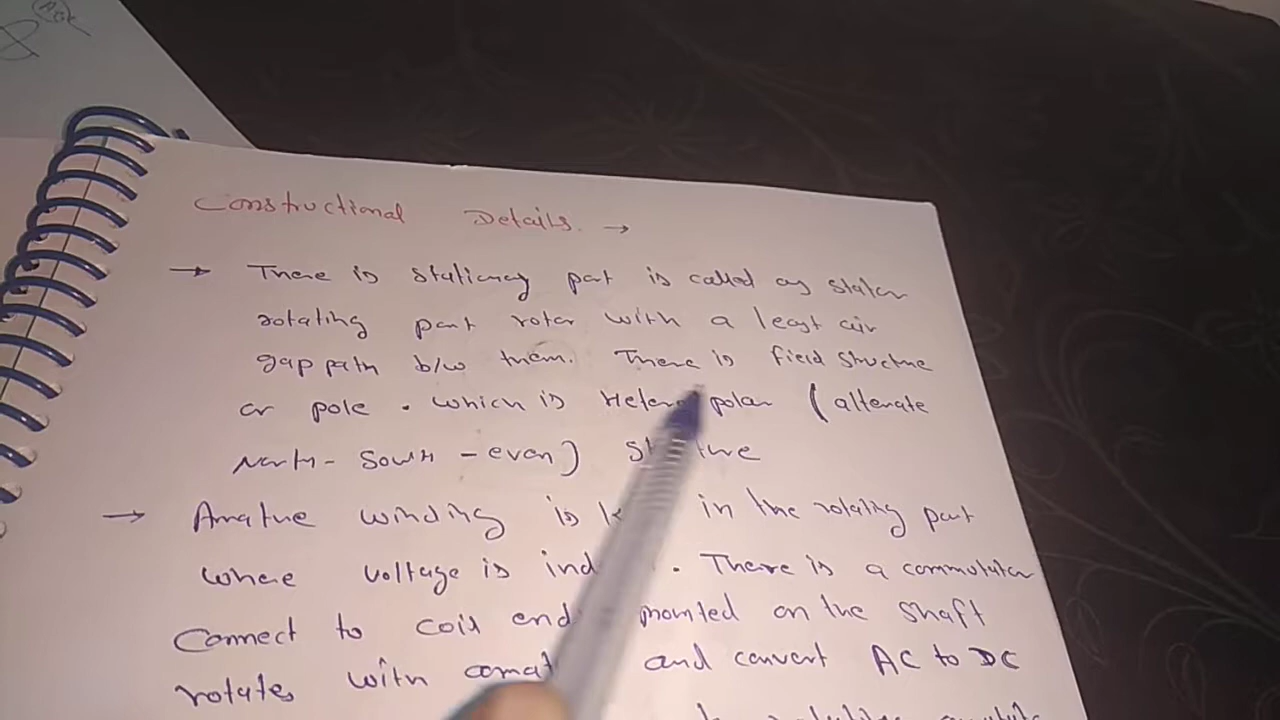 Constructional Details. →
→ There is stationary part is called as stator
rotating part rotor with a least air
gap path b/w them. There is field structure
or pole. which is Heteropolar (alternate
North - South - even)
→ Amatue winding is in the rotating part
where voltage is . There is a commutator
Connect to coil end mounted on the shaft
rotates with and convert AC to DC